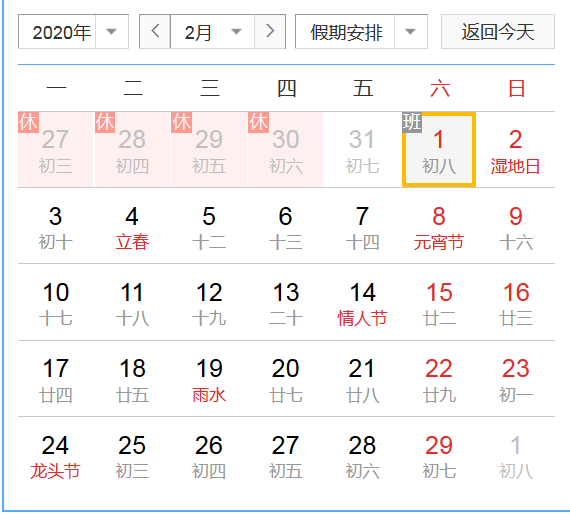 2020年 2月 假期安排 返回今天
一 二 三 四 五 六 日
休 休 休 休 班
27 28 29 30 31 1 2
初三 初四 初五 初六 初七 初八 湿地日
3 4 5 6 7 8 9
初十 立春 十二 十三 十四 元宵节 十六
10 11 12 13 14 15 16
十七 十八 十九 二十 情人节 廿二 廿三
17 18 19 20 21 22 23
廿四 廿五 雨水 廿七 廿八 廿九 初一
24 25 26 27 28 29 1
龙头节 初三 初四 初五 初六 初七 初八